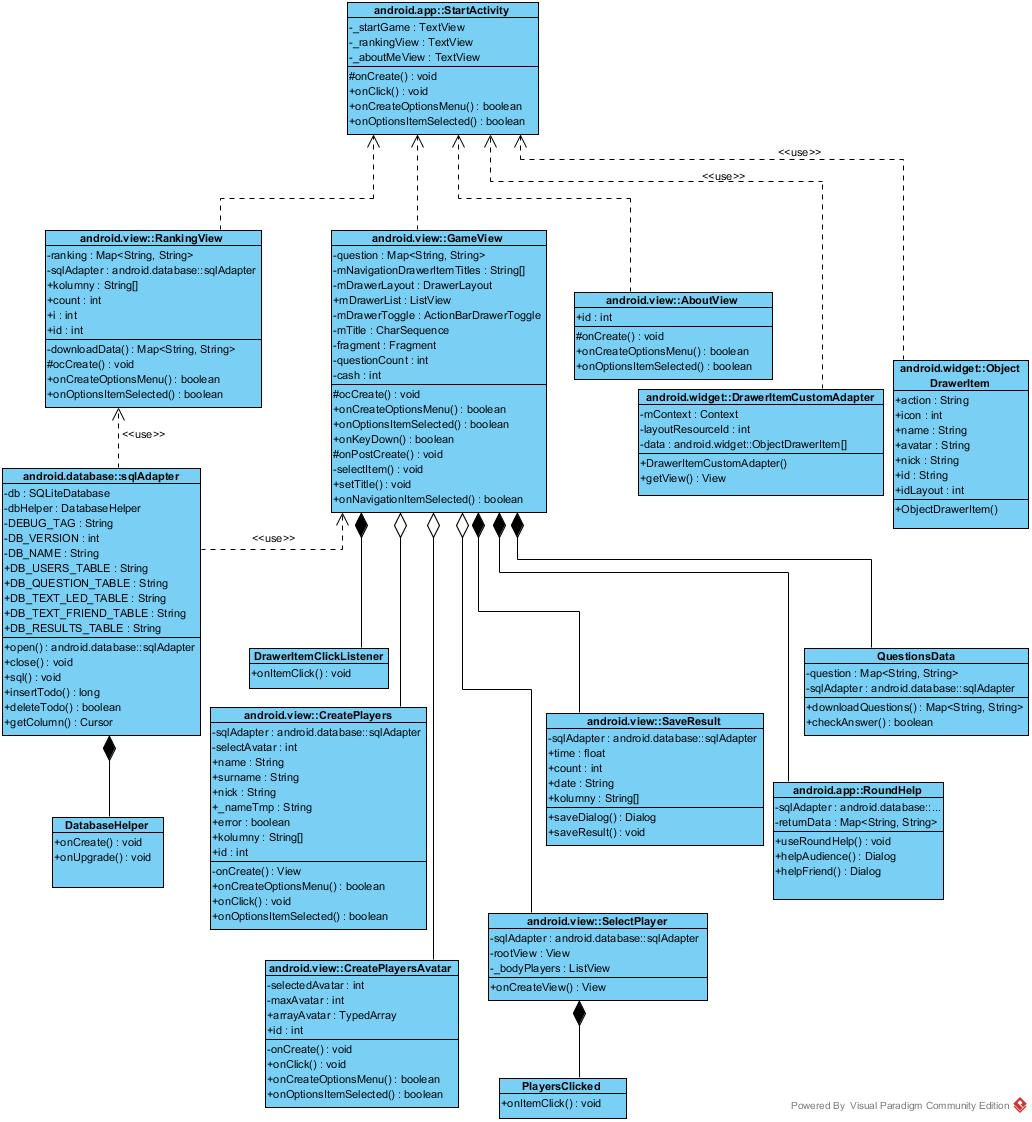 android.app::StartActivity
-_startGame : TextView
-_rankingView : TextView
-_aboutMeView : TextView
#onCreate() : void
+onClick() : void
+onCreateOptionsMenu() : boolean
+onOptionsItemSelected() : boolean
<<use>>
<<use>>
android.view::RankingView
-ranking : Map<String, String>
-sqlAdapter : android.database::sqlAdapter
+kolumny : String[]
+count : int
+i : int
+id : int
-downloadData() : Map<String, String>
#ocCreate() : void
+onCreateOptionsMenu() : boolean
+onOptionsItemSelected() : boolean
android.view::GameView
-question : Map<String, String>
-mNavigationDrawerItemTitles : String[]
-mDrawerLayout : DrawerLayout
+mDrawerList : ListView
-mDrawerToggle : ActionBarDrawerToggle
-mTitle : CharSequence
-fragment : Fragment
-questionCount : int
-cash : int
#ocCreate() : void
+onCreateOptionsMenu() : boolean
+onOptionsItemSelected() : boolean
+onKeyDown() : boolean
#onPostCreate() : void
-selectItem() : void
+setTitle() : void
+onNavigationItemSelected() : boolean
android.view::AboutView
+id : int
#onCreate() : void
+onCreateOptionsMenu() : boolean
+onOptionsItemSelected() : boolean
android.widget::DrawerItemCustomAdapter
-mContext : Context
-layoutResourceId : int
-data : android.widget::ObjectDrawerItem[]
+DrawerItemCustomAdapter()
+getView() : View
android.widget::Object
DrawerItem
+action : String
+icon : int
+name : String
+avatar : String
+nick : String
+id : String
+idLayout : int
+ObjectDrawerItem()
<<use>>
android.database::sqlAdapter
-db : SQLiteDatabase
-dbHelper : DatabaseHelper
-DEBUG_TAG : String
-DB_VERSION : int
-DB_NAME : String
+DB_USERS_TABLE : String
+DB_QUESTION_TABLE : String
+DB_TEXT_LED_TABLE : String
+DB_TEXT_FRIEND_TABLE : String
+DB_RESULTS_TABLE : String
+open() : android.database::sqlAdapter
+close() : void
+sql() : void
+insertTodo() : long
+deleteTodo() : boolean
+getColumn() : Cursor
<<use>>
DrawerItemClickListener
+onItemClick() : void
QuestionsData
-question : Map<String, String>
-sqlAdapter : android.database::sqlAdapter
+downloadQuestions() : Map<String, String>
+checkAnswer() : boolean
android.view::CreatePlayers
-sqlAdapter : android.database::sqlAdapter
-selectAvatar : int
+name : String
+surname : String
+nick : String
+_nameTmp : String
+error : boolean
+kolumny : String[]
+id : int
-onCreate() : View
+onCreateOptionsMenu() : boolean
+onClick() : void
+onOptionsItemSelected() : boolean
android.view::SaveResult
-sqlAdapter : android.database::sqlAdapter
+time : float
+count : int
+date : String
+kolumny : String[]
+saveDialog() : Dialog
+saveResult() : void
android.app::RoundHelp
-sqlAdapter : android.database::...
-returnData : Map<String, String>
+useRoundHelp() : void
+helpAudience() : Dialog
+helpFriend() : Dialog
DatabaseHelper
+onCreate() : void
+onUpgrade() : void
android.view::SelectPlayer
-sqlAdapter : android.database::sqlAdapter
-rootView : View
-_bodyPlayers : ListView
+onCreateView() : View
android.view::CreatePlayersAvatar
-selectedAvatar : int
-maxAvatar : int
+arrayAvatar : TypedArray
+id : int
-onCreate() : void
+onClick() : void
+onCreateOptionsMenu() : boolean
+onOptionsItemSelected() : boolean
PlayersClicked
+onItemClick() : void
Powered By Visual Paradigm Community Edition